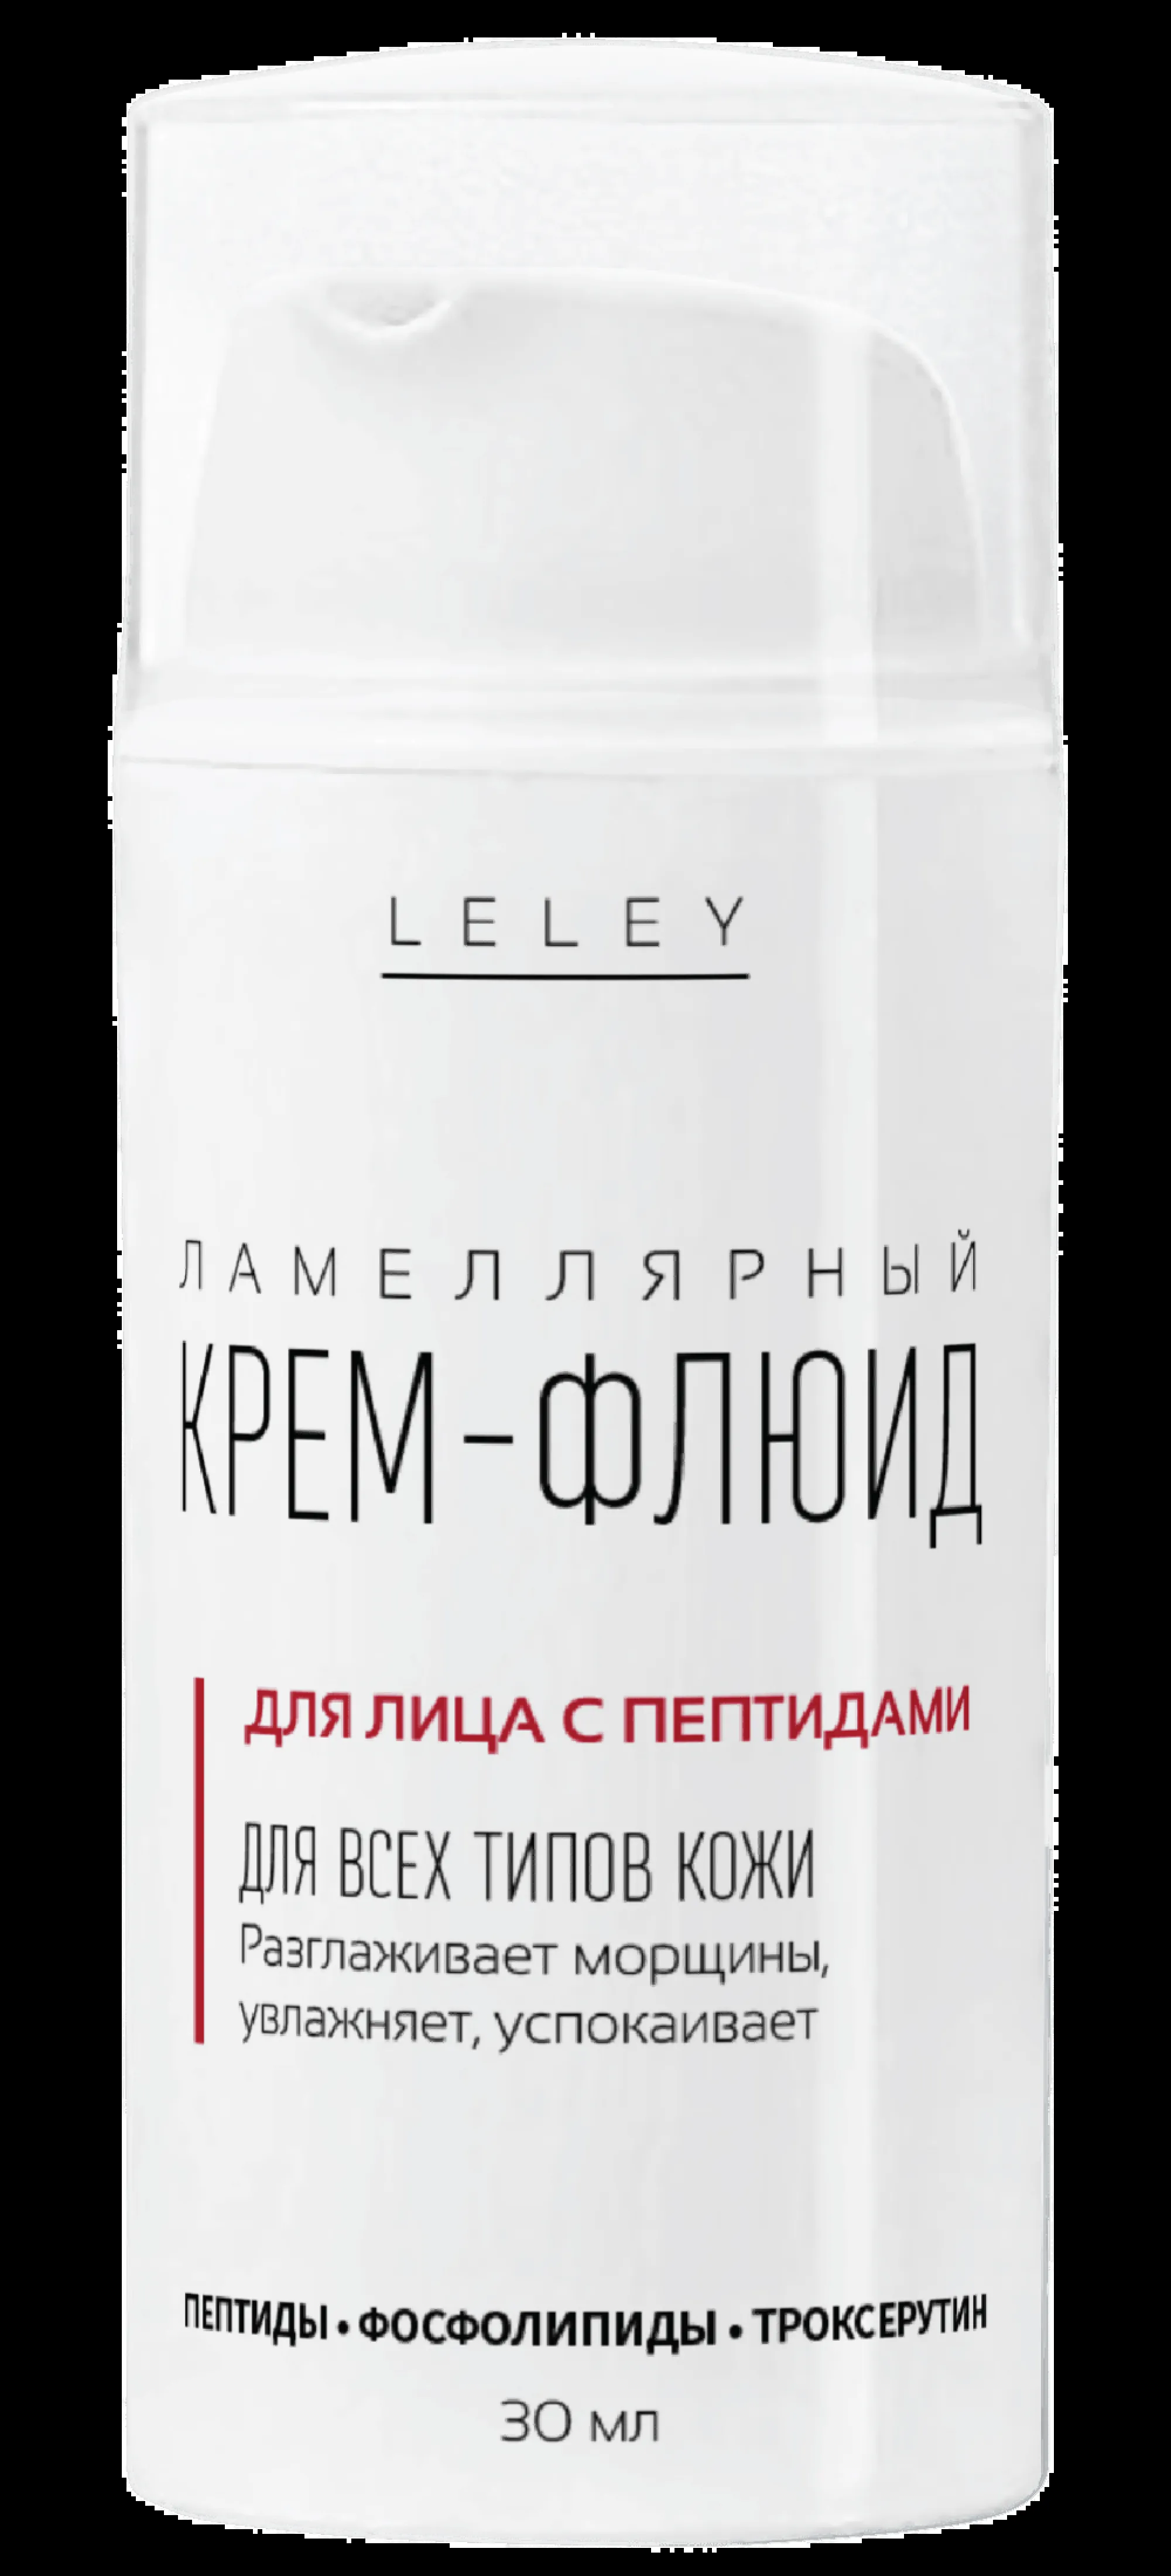 LELEY
ЛАМЕЛЛЯРНЫЙ
КРЕМ-ФЛЮИД
ДЛЯ ЛИЦА С ПЕПТИДАМИ
ДЛЯ ВСЕХ ТИПОВ КОЖИ
Разглаживает морщины,
увлажняет, успокаивает
ПЕПТИДЫ • ФОСФОЛИПИДЫ • ТРОКСЕРУТИН
30 мл